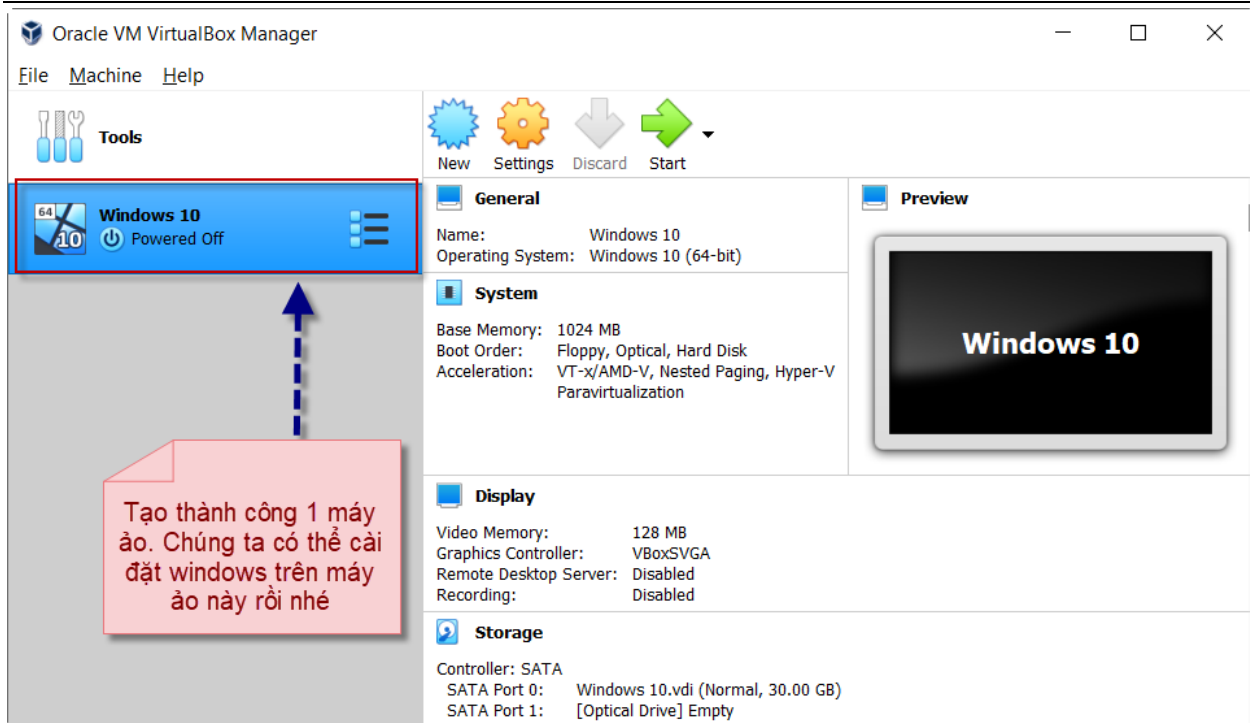 Oracle VM VirtualBox Manager
File Machine Help
Tools
New Settings Discard Start
64
10
Windows 10
Powered Off
General
Name: Windows 10
Operating System: Windows 10 (64-bit)
System
Base Memory: 1024 MB
Boot Order: Floppy, Optical, Hard Disk
Acceleration: VT-x/AMD-V, Nested Paging, Hyper-V
Paravirtualization
Preview
Windows 10
Tạo thành công 1 máy
ảo. Chúng ta có thể cài
đặt windows trên máy
ảo này rồi nhé
Display
Video Memory: 128 MB
Graphics Controller: VBoxSVGA
Remote Desktop Server: Disabled
Recording: Disabled
Storage
Controller: SATA
SATA Port 0: Windows 10.vdi (Normal, 30.00 GB)
SATA Port 1: [Optical Drive] Empty